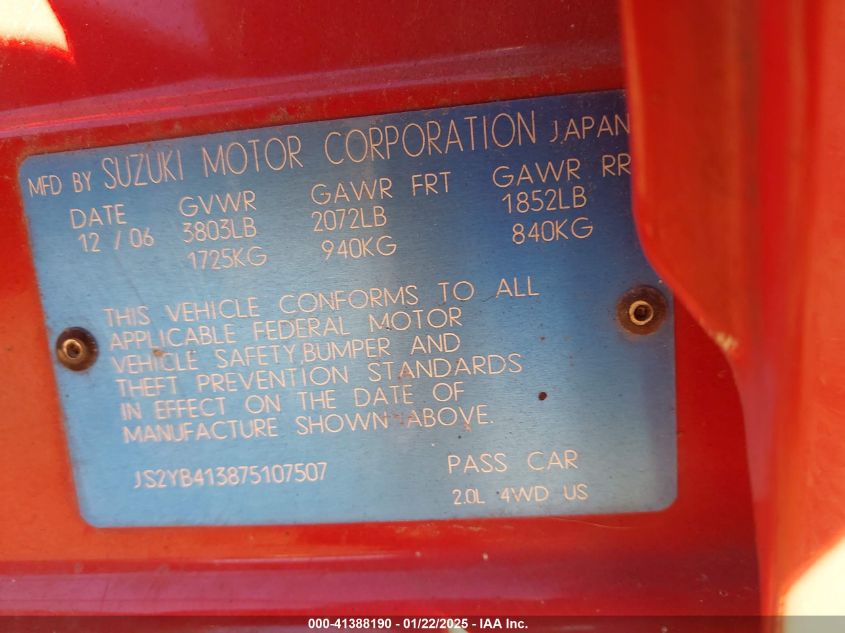 MFD BY SUZUKI MOTOR CORPORATION JAPAN
DATE GVWR GAWR FRT GAWR RR
12 / 06 3803LB 2072LB 1852LB
1725KG 940KG 840KG
THIS VEHICLE CONFORMS TO ALL
APPLICABLE FEDERAL MOTOR
VEHICLE SAFETY,BUMPER AND
THEFT PREVENTION STANDARDS
IN EFFECT ON THE DATE OF
MANUFACTURE SHOWN ABOVE.
JS2YB413875107507 PASS CAR
2.0L 4WD US
000-41388190 - 01/22/2025 - IAA Inc.